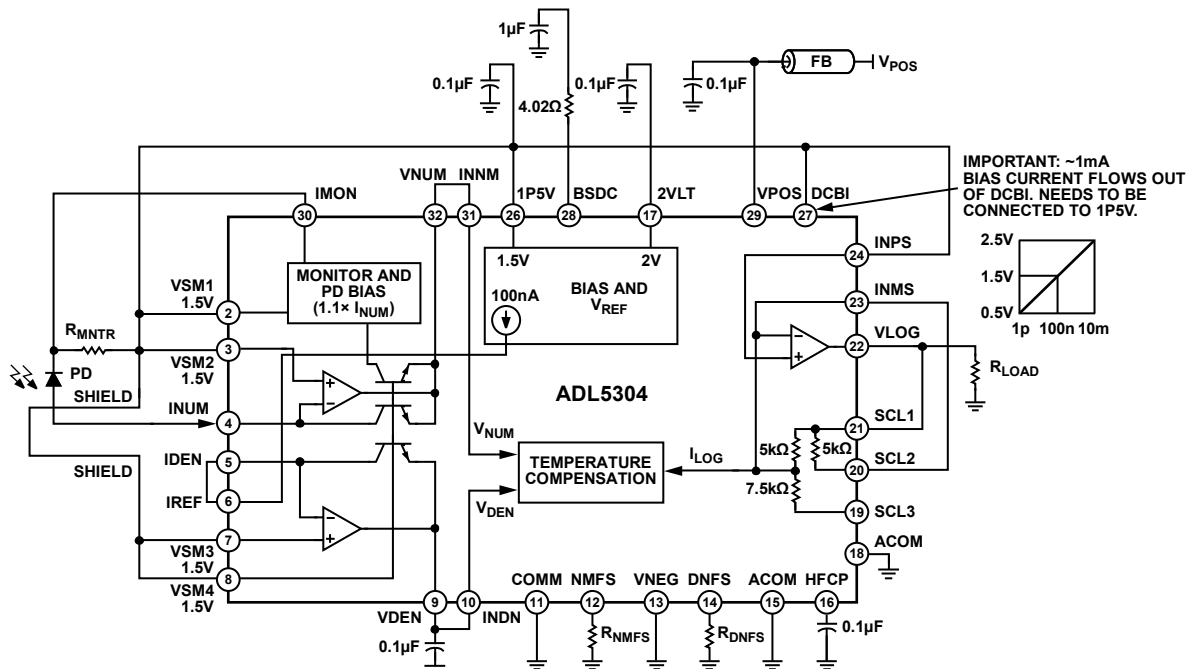 1µF
0.1µF
4.02Ω
0.1µF
0.1µF
FB
VPOS
IMPORTANT: ~1mA
BIAS CURRENT FLOWS OUT
OF DCBI. NEEDS TO BE
CONNECTED TO 1P5V.
IMON
VNUM
INNM
1P5V
BSDC
2VLT
VPOS
DCBI
30
32
31
26
28
17
29
27
INPS
24
2.5V
1.5V
0.5V
1p
100n
10m
MONITOR AND
PD BIAS
(1.1× INUM)
1.5V
2V
100nA
BIAS AND
VREF
VSM1
1.5V
2
INMS
23
VLOG
22
RMNTR
3
VSM2
1.5V
PD
SHIELD
INUM
4
+
–
–
+
ADL5304
RLOAD
SCL1
21
5kΩ
5kΩ
SCL2
20
7.5kΩ
SCL3
19
IDEN
5
SHIELD
IREF
6
VNUM
TEMPERATURE
COMPENSATION
ILOG
VDEN
–
+
7
VSM3
1.5V
8
VSM4
1.5V
ACOM
18
VDEN
9
10
INDN
COMM
11
NMFS
12
VNEG
13
DNFS
14
ACOM
15
HFCP
16
0.1µF
RNMFS
RDNFS
0.1µF